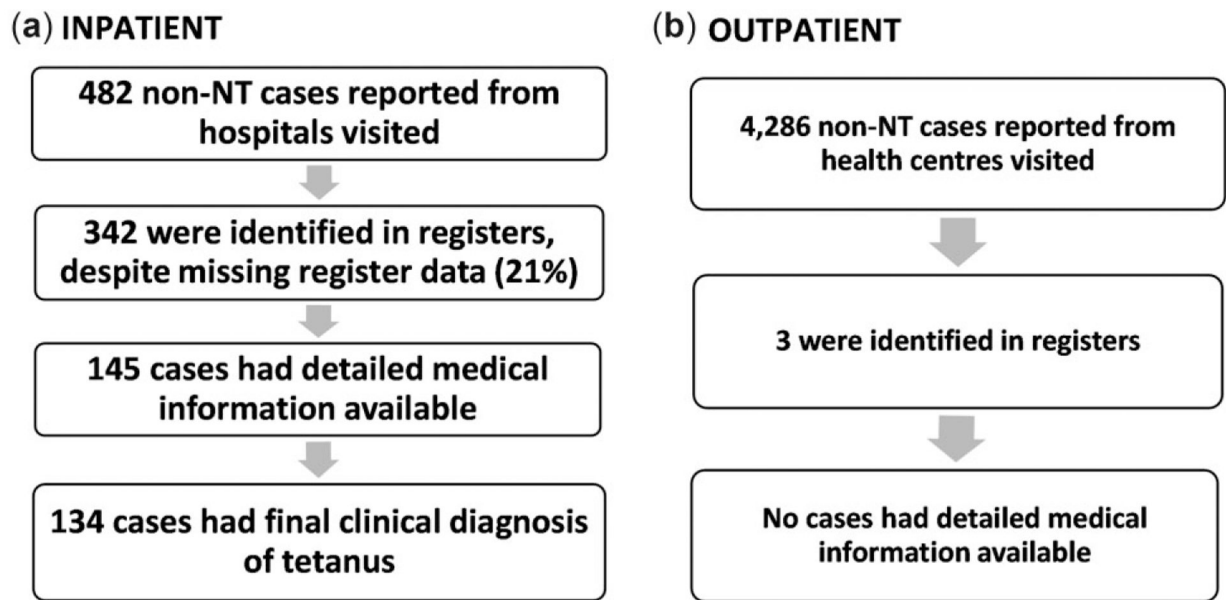 (a) INPATIENT
482 non-NT cases reported from
hospitals visited
342 were identified in registers,
despite missing register data (21%)
145 cases had detailed medical
information available
134 cases had final clinical diagnosis
of tetanus
(b) OUTPATIENT
4,286 non-NT cases reported from
health centres visited
3 were identified in registers
No cases had detailed medical
information available